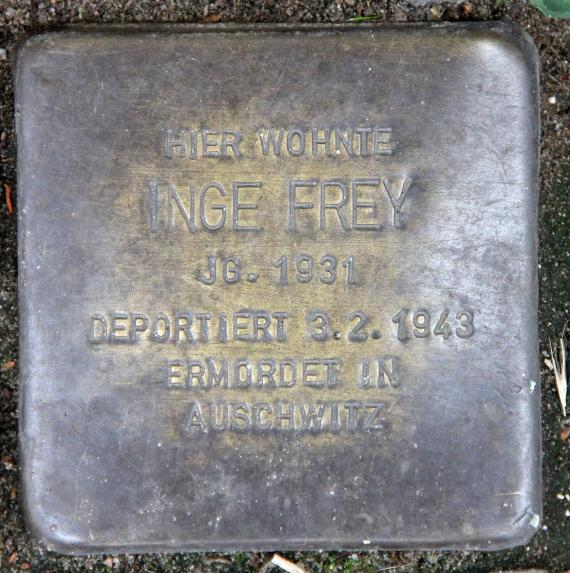 HIER WOHNTE
INGE FREY
JG. 1931
DEPORTIERT 3.2.1943
ERMORDET IN
AUSCHWITZ